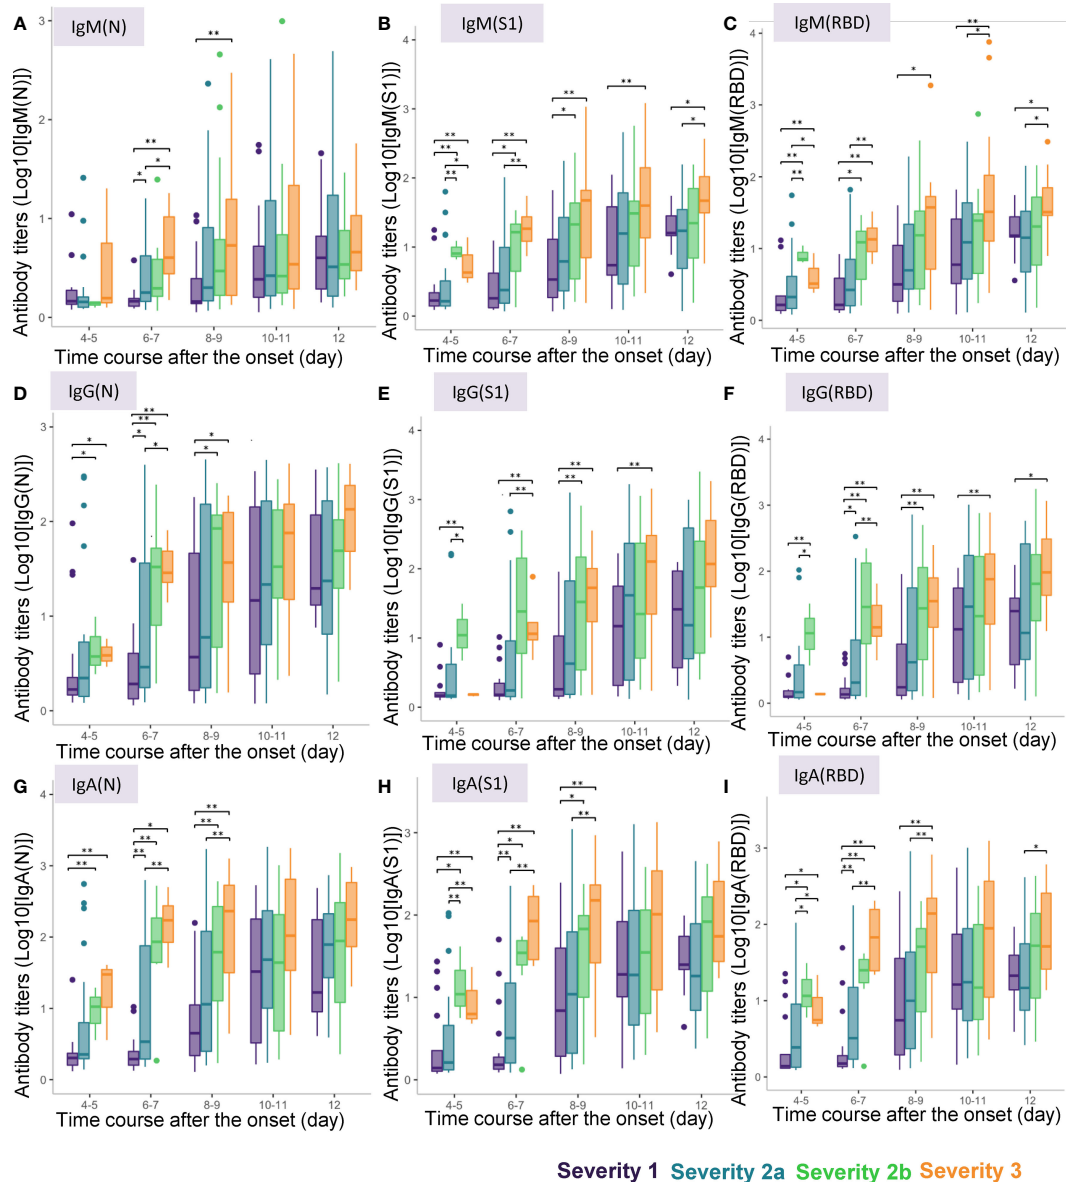 A IgM(N)
Antibody titers (Log10[IgM(N)])
3
2
1
0
** * ** * **
4-5 6-7 8-9 10-11 12
Time course after the onset (day)
B IgM(S1)
Antibody titers (Log10[IgM(S1)])
4
3
2
1
0
** ** * ** ** * ** ** * ** * *
4-5 6-7 8-9 10-11 12
Time course after the onset (day)
C IgM(RBD)
Antibody titers (Log10[IgM(RBD)])
4
3
2
1
0
** * ** ** ** ** * * ** * * *
4-5 6-7 8-9 10-11 12
Time course after the onset (day)
D IgG(N)
Antibody titers (Log10[IgG(N)])
3
2
1
0
* * ** ** * * * *
4-5 6-7 8-9 10-11 12
Time course after the onset (day)
E IgG(S1)
Antibody titers (Log10[IgG(S1)])
4
3
2
1
0
** * ** ** ** ** **
4-5 6-7 8-9 10-11 12
Time course after the onset (day)
F IgG(RBD)
Antibody titers (Log10[IgG(RBD)])
4
3
2
1
0
** * ** ** * ** ** ** ** *
4-5 6-7 8-9 10-11 12
Time course after the onset (day)
G IgA(N)
Antibody titers (Log10[IgA(N)])
4
3
2
1
0
** ** * ** ** ** ** ** **
4-5 6-7 8-9 10-11 12
Time course after the onset (day)
H IgA(S1)
Antibody titers (Log10[IgA(S1)])
3
2
1
0
** * ** ** ** * ** ** ** * **
4-5 6-7 8-9 10-11 12
Time course after the onset (day)
I IgA(RBD)
Antibody titers (Log10[IgA(RBD)])
3
2
1
0
* * * * ** ** ** ** ** ** *
4-5 6-7 8-9 10-11 12
Time course after the onset (day)
Severity 1 Severity 2a Severity 2b Severity 3